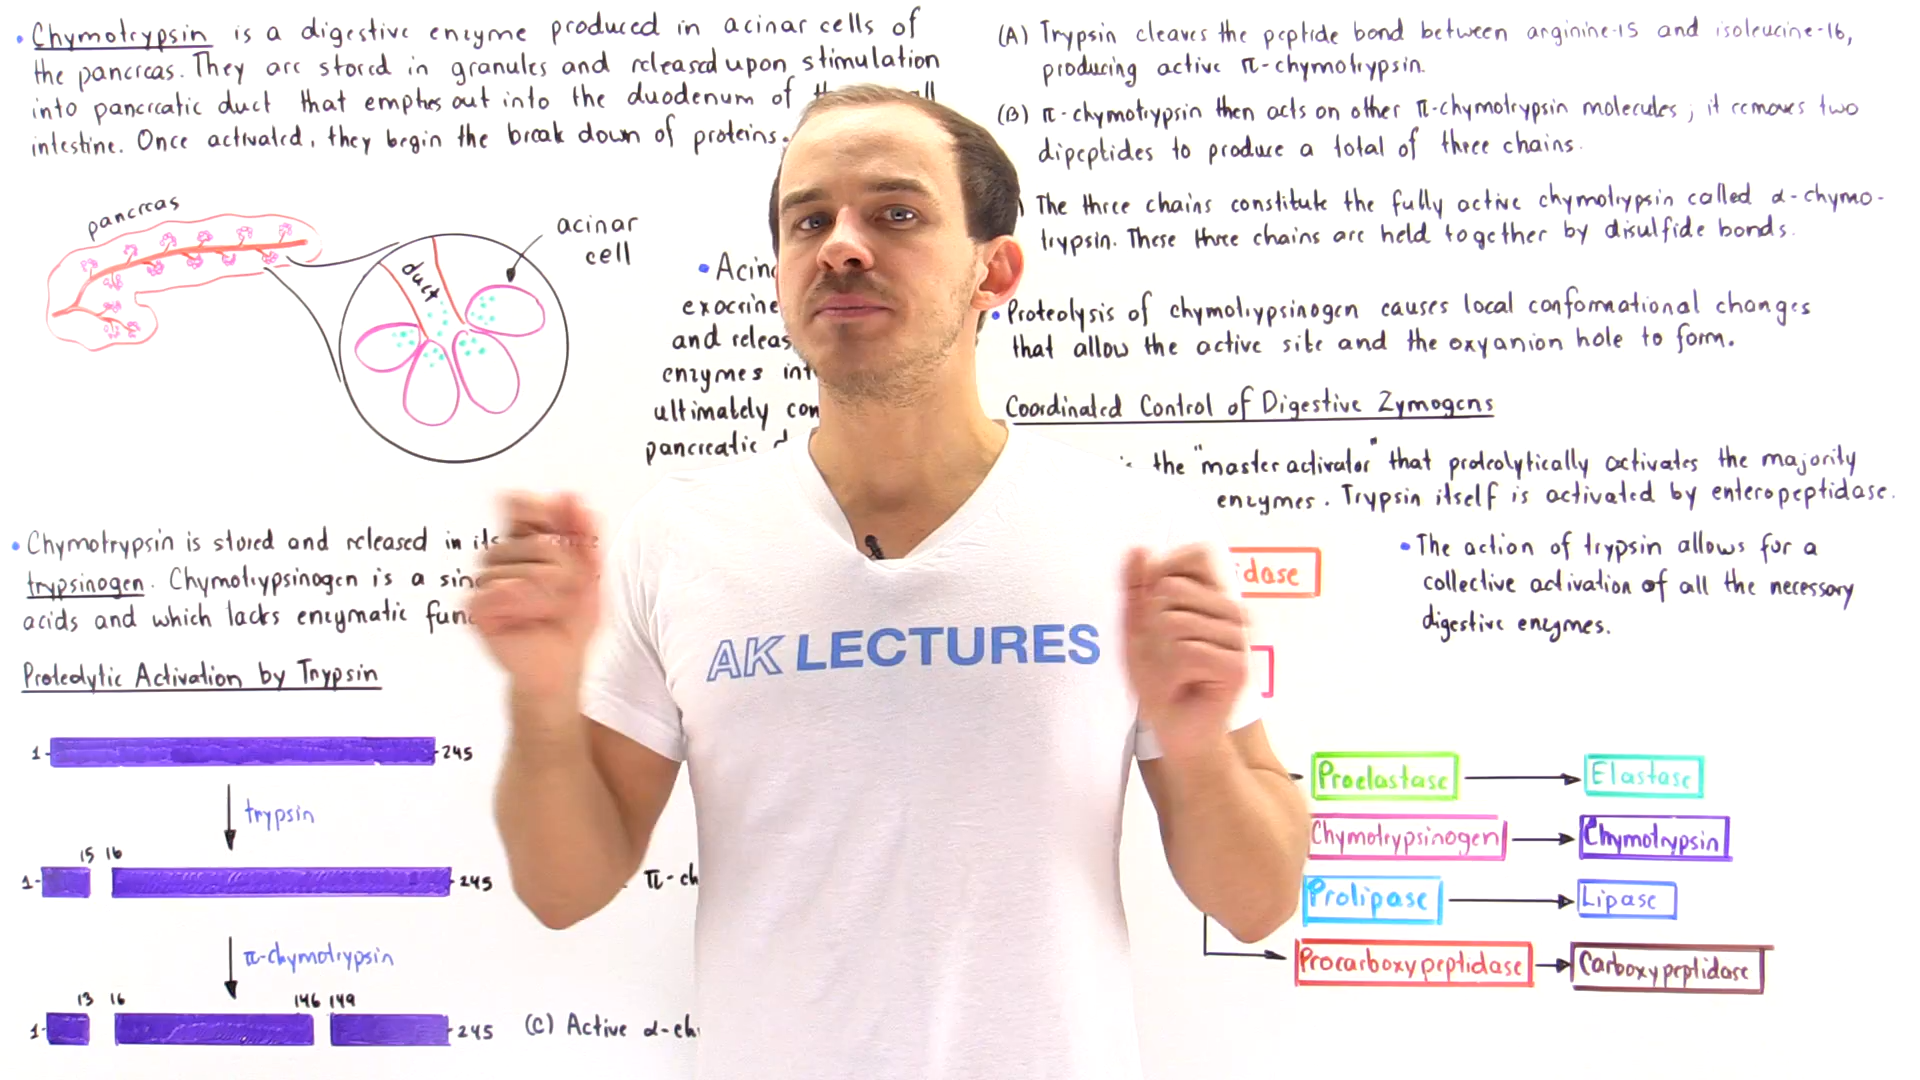 • Chymotrypsin is a digestive enzyme produced in acinar cells of
the pancreas. They are stored in granules and released upon stimulation
into pancreatic duct that empties out into the duodenum of
intestine. Once activated, they begin the break down of proteins.
pancreas
duct
acinar
cell
• Acin
exocrine
and releas
enzymes int
ultimately con
pancreatic d
• Chymotrypsin is stored and released in its
trypsinogen. Chymotrypsinogen is a sin
acids and which lacks enzymatic func
Proteolytic Activation by Trypsin
1 245
trypsin
15 16
1 245
π-ch
π-chymotrypsin
13 16 146 149
1 245
(C) Active α-ch
AK LECTURES
(A) Trypsin cleaves the peptide bond between arginine-15 and isoleucine-16,
producing active π-chymotrypsin.
(B) π-chymotrypsin then acts on other π-chymotrypsin molecules; it removes two
dipeptides to produce a total of three chains.
) The three chains constitute the fully active chymotrypsin called α-chymo-
trypsin. These three chains are held together by disulfide bonds.
• Proteolysis of chymotrypsinogen causes local conformational changes
that allow the active site and the oxyanion hole to form.
Coordinated Control of Digestive Zymogens
the "master activator" that proteolytically activates the majority
enzymes. Trypsin itself is activated by enteropeptidase.
idase
• The action of trypsin allows for a
collective activation of all the necessary
digestive enzymes.
Proelastase Elastase
Chymotrypsinogen Chymotrypsin
Prolipase Lipase
Procarboxypeptidase Carboxypeptidase